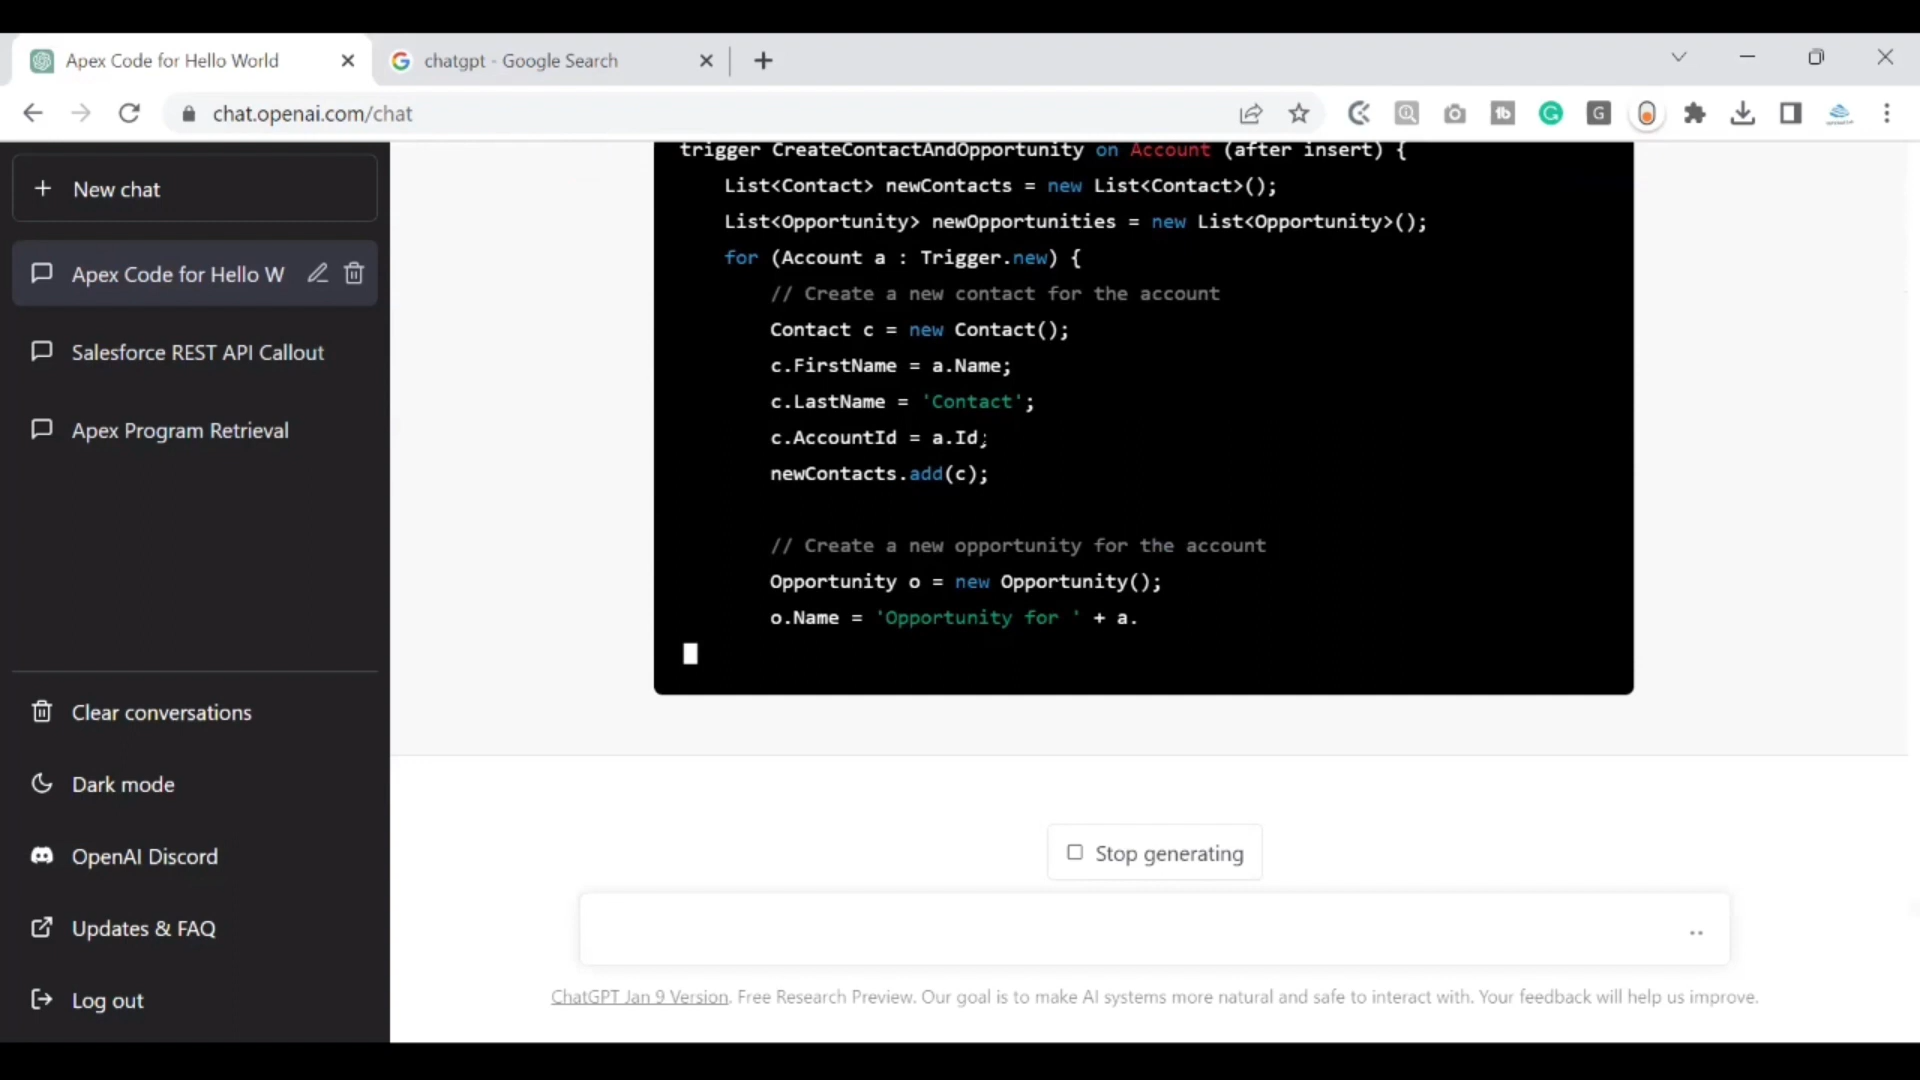 Apex Code for Hello World
chatgpt - Google Search
chat.openai.com/chat
New chat
Apex Code for Hello W
Salesforce REST API Callout
Apex Program Retrieval
Clear conversations
Dark mode
OpenAI Discord
Updates & FAQ
Log out
trigger CreateContactAndOpportunity on Account (after insert) {
List<Contact> newContacts = new List<Contact>();
List<Opportunity> newOpportunities = new List<Opportunity>();
for (Account a : Trigger.new) {
// Create a new contact for the account
Contact c = new Contact();
c.FirstName = a.Name;
c.LastName = 'Contact';
c.AccountId = a.Id;
newContacts.add(c);
// Create a new opportunity for the account
Opportunity o = new Opportunity();
o.Name = 'Opportunity for ' + a.
Stop generating
ChatGPT Jan 9 Version. Free Research Preview. Our goal is to make AI systems more natural and safe to interact with. Your feedback will help us improve.